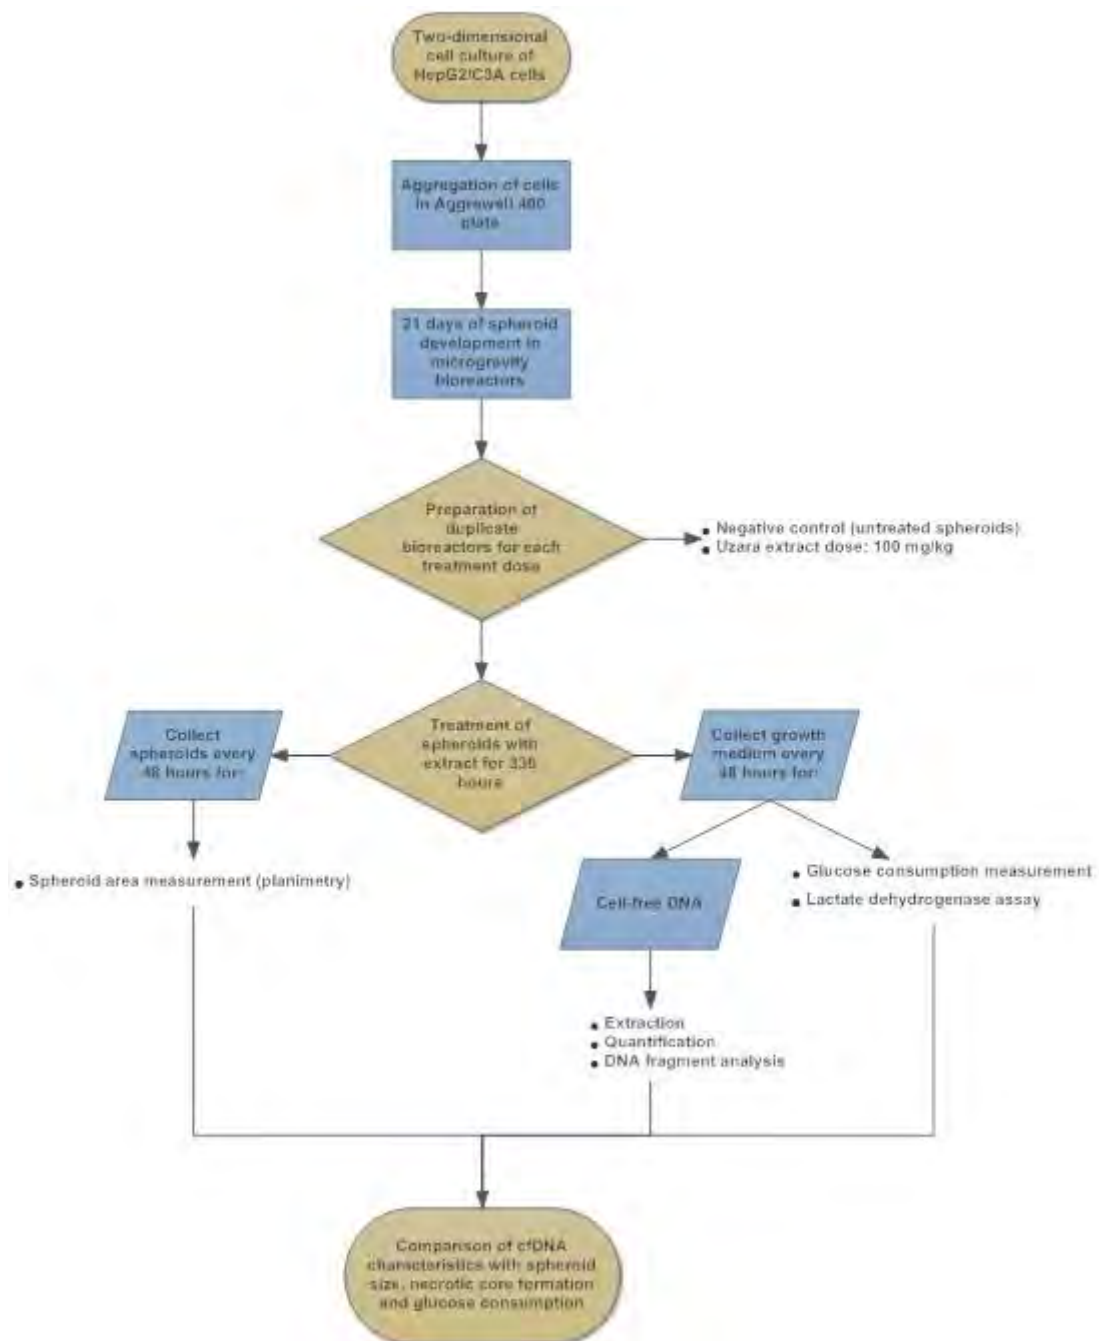 Two-dimensional
cell culture of
HepG2/C3A cells
Aggregation of cells
in Aggrewell 400
plate
21 days of spheroid
development in
microgravity
bioreactors
Preparation of
duplicate
bioreactors for each
treatment dose
• Negative control (untreated spheroids)
• Uzara extract dose: 100 mg/kg
Treatment of
spheroids with
extract for 336
hours
Collect
spheroids every
48 hours for:
Collect growth
medium every
48 hours for:
• Spheroid area measurement (planimetry)
• Glucose consumption measurement
• Lactate dehydrogenase assay
Cell-free DNA
• Extraction
• Quantification
• DNA fragment analysis
Comparison of cfDNA
characteristics with spheroid
size, necrotic core formation
and glucose consumption